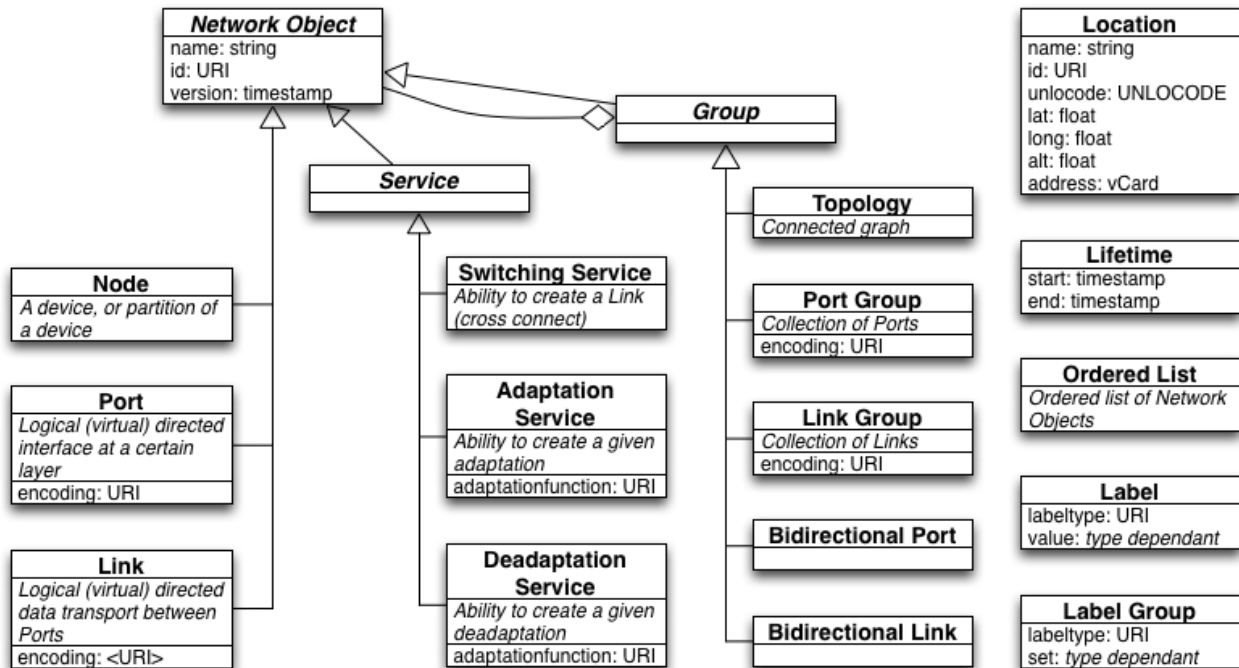 Network Object
name: string
id: URI
version: timestamp
Group
Service
Node
A device, or partition of
a device
Port
Logical (virtual) directed
interface at a certain
layer
encoding: URI
Link
Logical (virtual) directed
data transport between
Ports
encoding: <URI>
Switching Service
Ability to create a Link
(cross connect)
Adaptation
Service
Ability to create a given
adaptation
adaptationfunction: URI
Deadaptation
Service
Ability to create a given
deadaptation
adaptationfunction: URI
Topology
Connected graph
Port Group
Collection of Ports
encoding: URI
Link Group
Collection of Links
encoding: URI
Bidirectional Port
Bidirectional Link
Location
name: string
id: URI
unlocode: UNLOCODE
lat: float
long: float
alt: float
address: vCard
Lifetime
start: timestamp
end: timestamp
Ordered List
Ordered list of Network
Objects
Label
labeltype: URI
value: type dependant
Label Group
labeltype: URI
set: type dependant